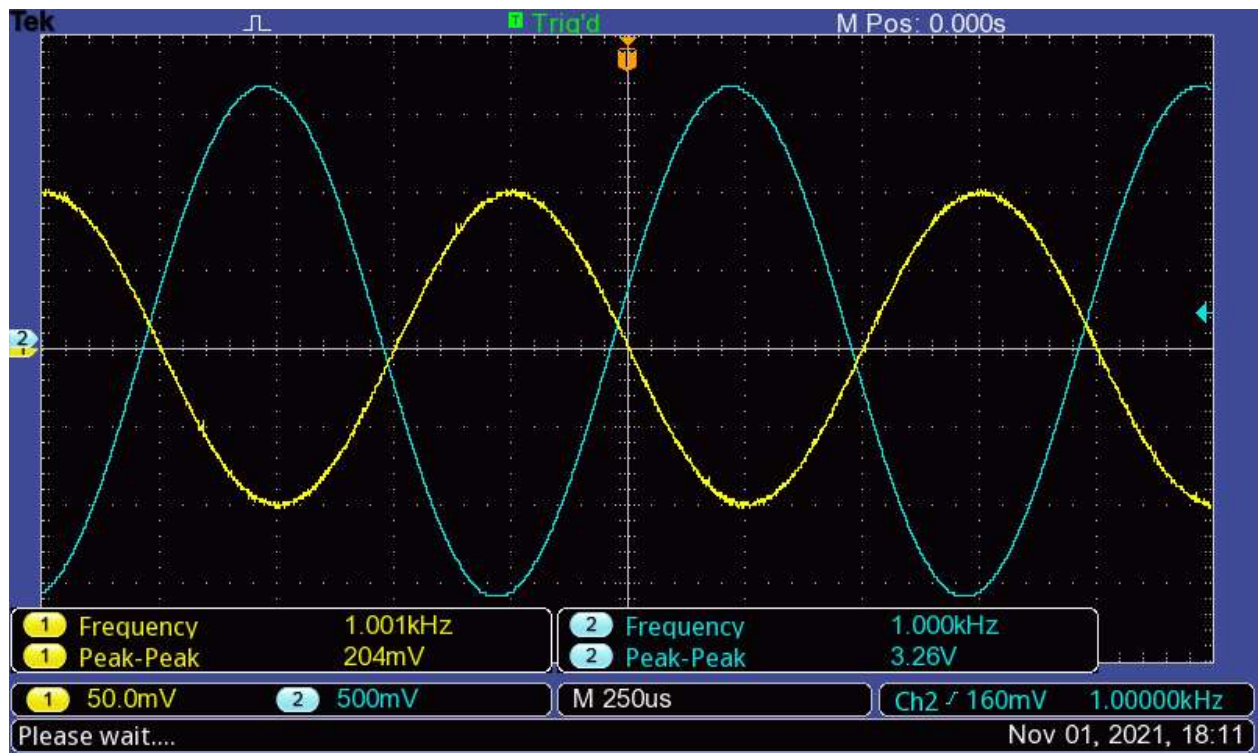 Tek T Trig'd M Pos: 0.000s
T
2
1
1 Frequency 1.001kHz 2 Frequency 1.000kHz
1 Peak-Peak 204mV 2 Peak-Peak 3.26V
1 50.0mV 2 500mV M 250us Ch2 160mV 1.00000kHz
Please wait.... Nov 01, 2021, 18:11